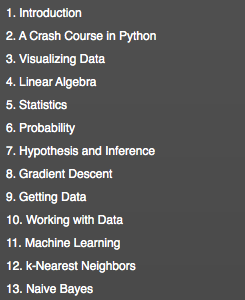 1. Introduction
2. A Crash Course in Python
3. Visualizing Data
4. Linear Algebra
5. Statistics
6. Probability
7. Hypothesis and Inference
8. Gradient Descent
9. Getting Data
10. Working with Data
11. Machine Learning
12. k-Nearest Neighbors
13. Naive Bayes